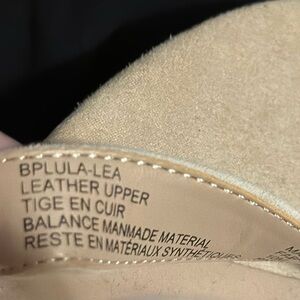 BPLULA-LEA
LEATHER UPPER
TIGE EN CUIR
BALANCE MANMADE MATERIAL
RESTE EN MATÉRIAUX SYNTHÉTIQUES